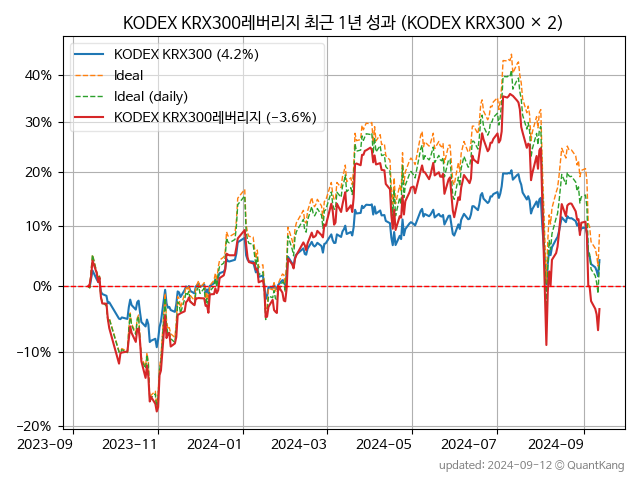 KODEX KRX300레버리지 최근 1년 성과 (KODEX KRX300 × 2)
KODEX KRX300 (4.2%)
Ideal
Ideal (daily)
KODEX KRX300레버리지 (−3.6%)
40%
30%
20%
10%
0%
−10%
−20%
2023-09 2023-11 2024-01 2024-03 2024-05 2024-07 2024-09
updated: 2024-09-12 © QuantKang